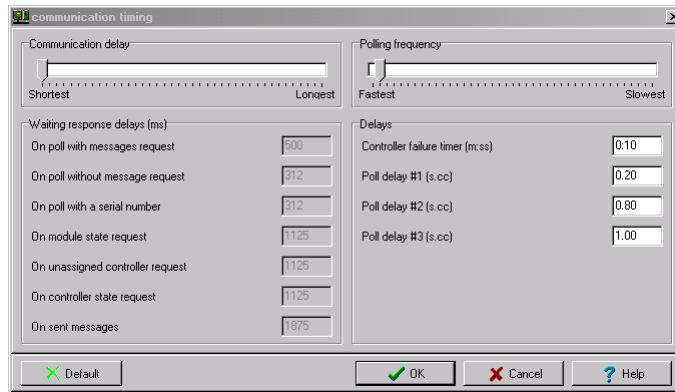 communication timing
Communication delay
Shortest Longest
Polling frequency
Fastest Slowest
Waiting response delays (ms)
On poll with messages request 500
On poll without message request 312
On poll with a serial number 312
On module state request 1125
On unassigned controller request 1125
On controller state request 1125
On sent messages 1875
Delays
Controller failure timer (m:ss) 0:10
Poll delay #1 (s.cc) 0.20
Poll delay #2 (s.cc) 0.80
Poll delay #3 (s.cc) 1.00
Default OK Cancel Help